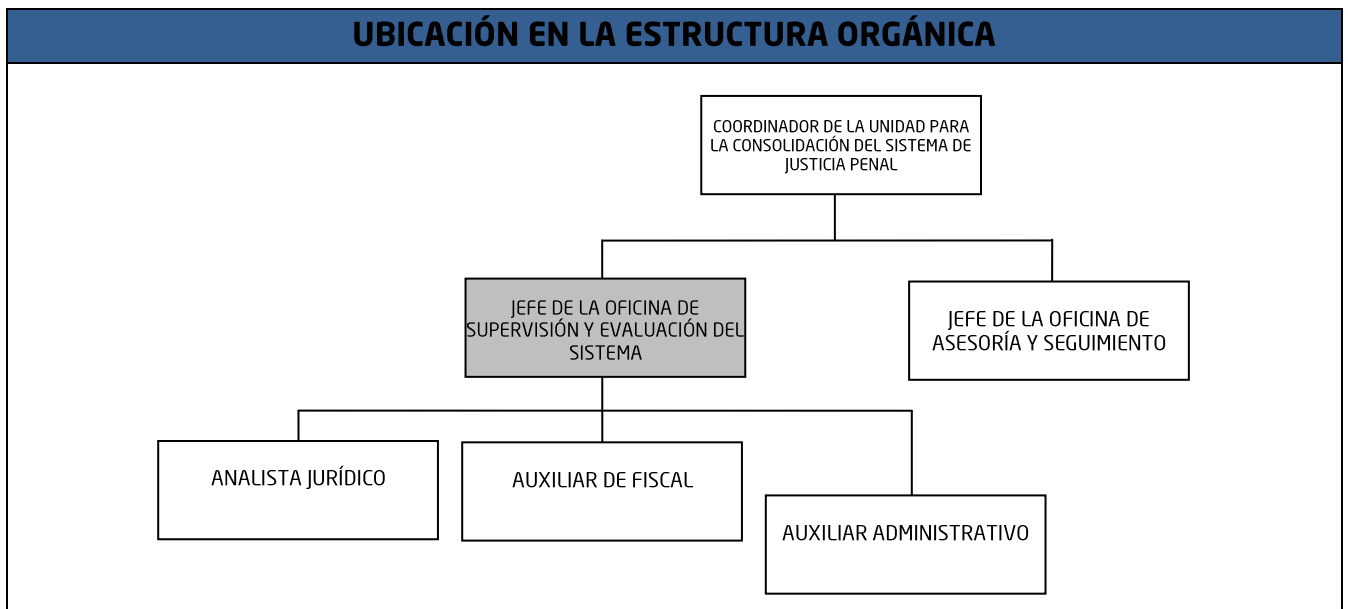 UBICACIÓN EN LA ESTRUCTURA ORGÁNICA
COORDINADOR DE LA UNIDAD PARA
LA CONSOLIDACIÓN DEL SISTEMA DE
JUSTICIA PENAL
JEFE DE LA OFICINA DE
SUPERVISIÓN Y EVALUACIÓN DEL
SISTEMA
JEFE DE LA OFICINA DE
ASESORÍA Y SEGUIMIENTO
ANALISTA JURÍDICO
AUXILIAR DE FISCAL
AUXILIAR ADMINISTRATIVO